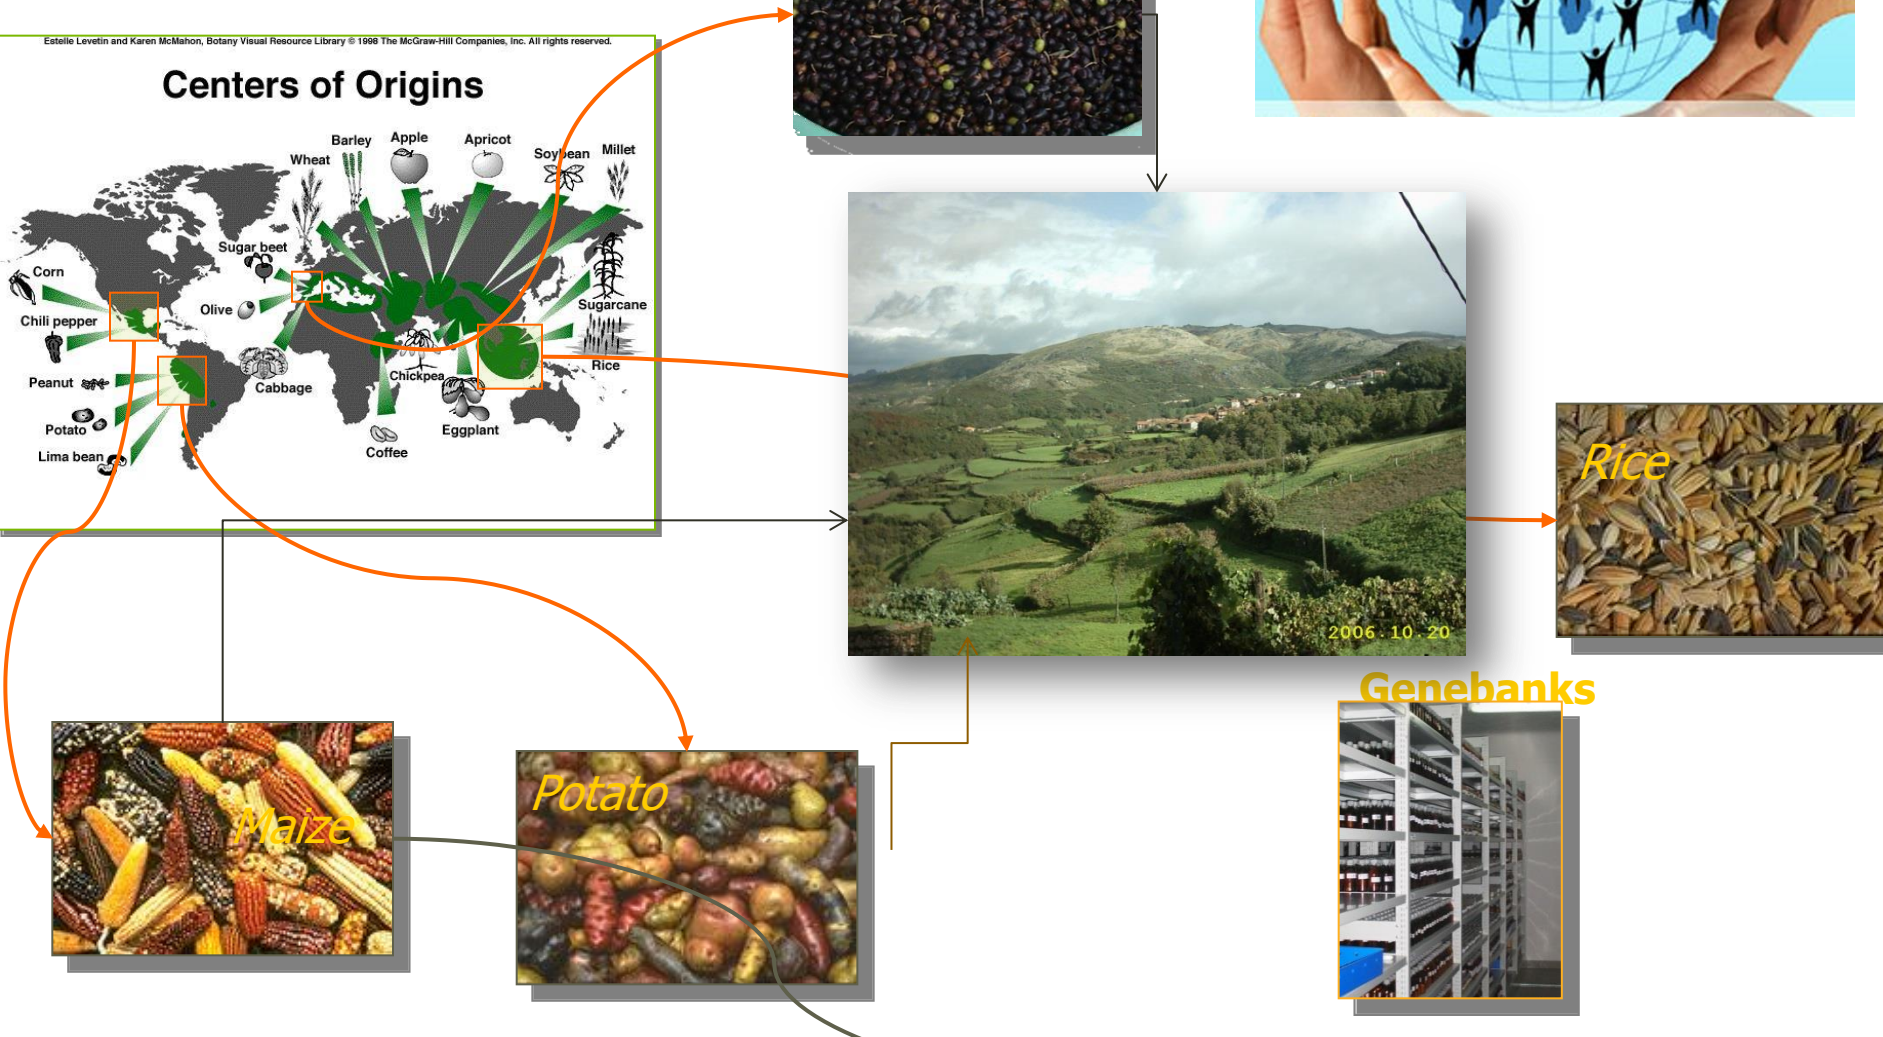 Estelle Levetin and Karen McMahon, Botany Visual Resource Library © 1998 The McGraw-Hill Companies, Inc. All rights reserved.
Centers of Origins
Barley
Apple
Apricot
Soybean
Millet
Wheat
Sugar beet
Corn
Olive
Sugarcane
Chili pepper
Rice
Peanut
Cabbage
Chickpea
Potato
Eggplant
Coffee
Lima bean
Rice
2006.10.20
Genebanks
Potato
Maize